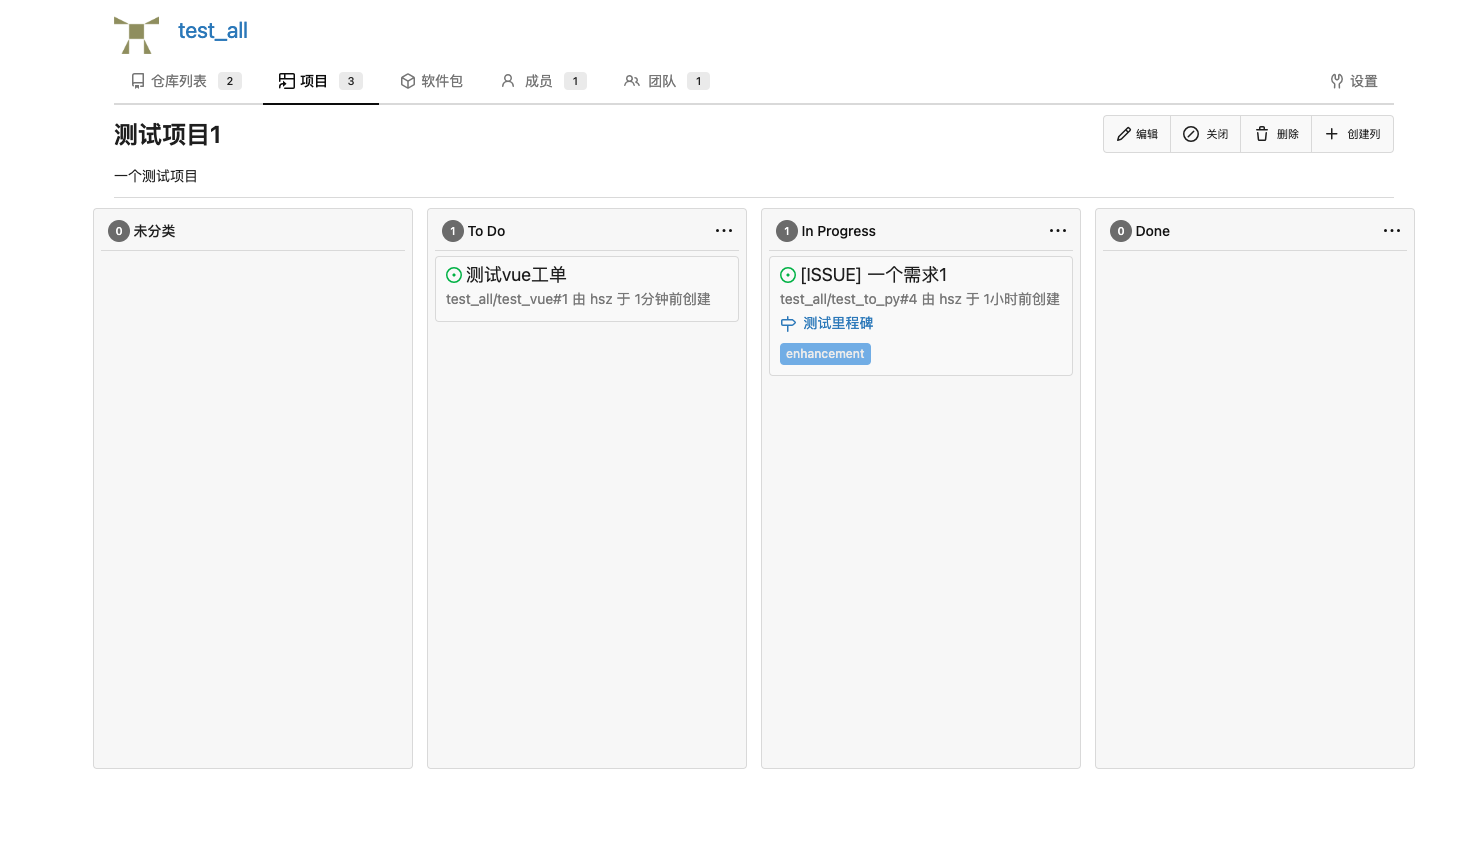 test_all
仓库列表 2 项目 3 软件包 成员 1 团队 1 设置
测试项目1
编辑 关闭 删除 创建列
一个测试项目
0 未分类
1 To Do
测试vue工单
test_all/test_vue#1 由 hsz 于 1分钟前创建
1 In Progress
[ISSUE] 一个需求1
test_all/test_to_py#4 由 hsz 于 1小时前创建
测试里程碑
enhancement
0 Done